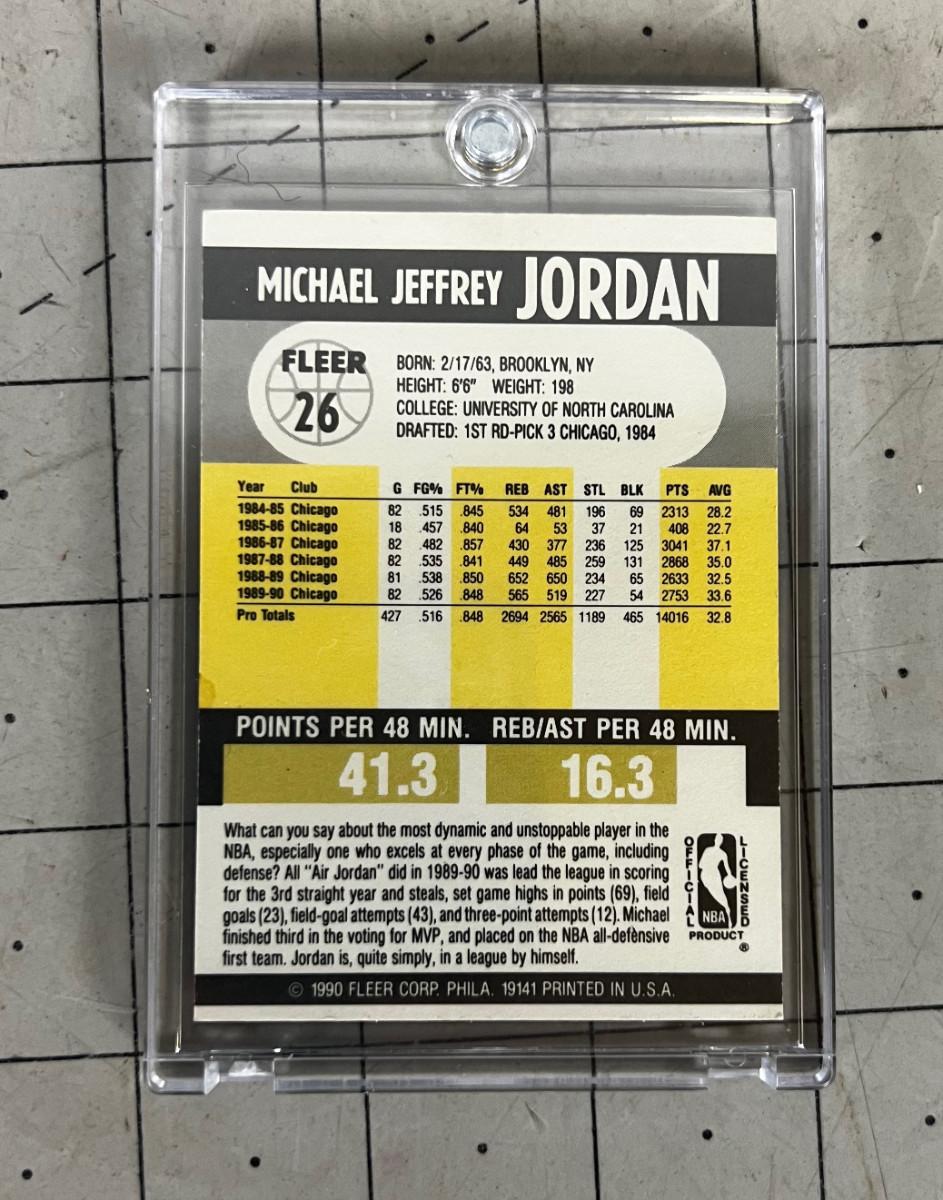 MICHAEL JEFFREY JORDAN
FLEER
26
BORN: 2/17/63, BROOKLYN, NY
HEIGHT: 6'6" WEIGHT: 198
COLLEGE: UNIVERSITY OF NORTH CAROLINA
DRAFTED: 1ST RD-PICK 3 CHICAGO, 1984
Year Club G FG% FT% REB AST STL BLK PTS AVG
1984-85 Chicago 82 .515 .845 534 481 196 69 2313 28.2
1985-86 Chicago 18 .457 .840 64 53 37 21 408 22.7
1986-87 Chicago 82 .482 .857 430 377 236 125 3041 37.1
1987-88 Chicago 82 .535 .841 449 485 259 131 2868 35.0
1988-89 Chicago 81 .538 .850 652 650 234 65 2633 32.5
1989-90 Chicago 82 .526 .848 565 519 227 54 2753 33.6
Pro Totals 427 .516 .848 2694 2565 1189 465 14016 32.8
POINTS PER 48 MIN. REB/AST PER 48 MIN.
41.3 16.3
What can you say about the most dynamic and unstoppable player in the
NBA, especially one who excels at every phase of the game, including
defense? All "Air Jordan" did in 1989-90 was lead the league in scoring
for the 3rd straight year and steals, set game highs in points (69), field
goals (23), field-goal attempts (43), and three-point attempts (12). Michael
finished third in the voting for MVP, and placed on the NBA all-defensive
first team. Jordan is, quite simply, in a league by himself.
OFFICIAL
LICENSED
NBA
PRODUCT
®
© 1990 FLEER CORP. PHILA. 19141 PRINTED IN U.S.A.